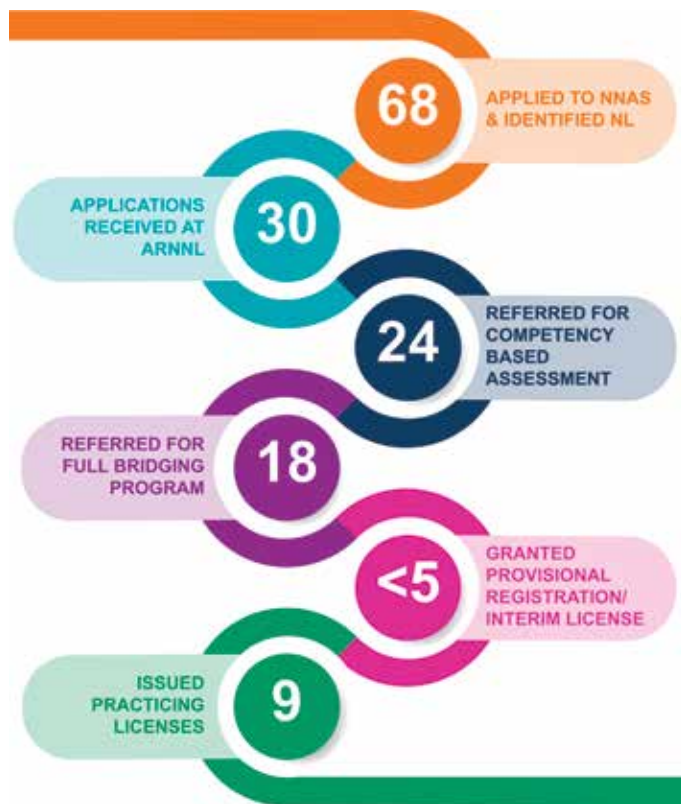 68
APPLIED TO NNAS
& IDENTIFIED NL
APPLICATIONS
RECEIVED AT
ARNNL
30
24
REFERRED FOR
COMPETENCY
BASED
ASSESSMENT
REFERRED FOR
FULL BRIDGING
PROGRAM
18
<5
GRANTED
PROVISIONAL
REGISTRATION/
INTERIM LICENSE
ISSUED
PRACTICING
LICENSES
9